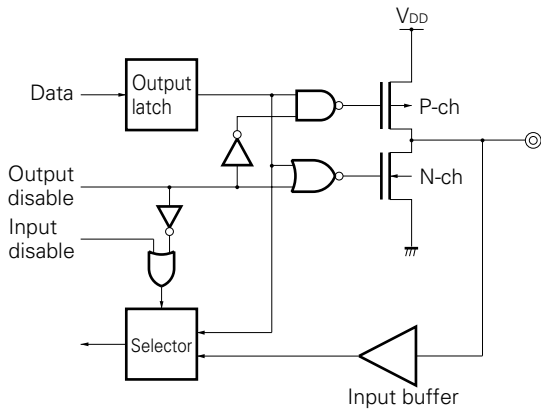 VDD
Data
Output
latch
P-ch
Output
disable
N-ch
Input
disable
Selector
Input buffer